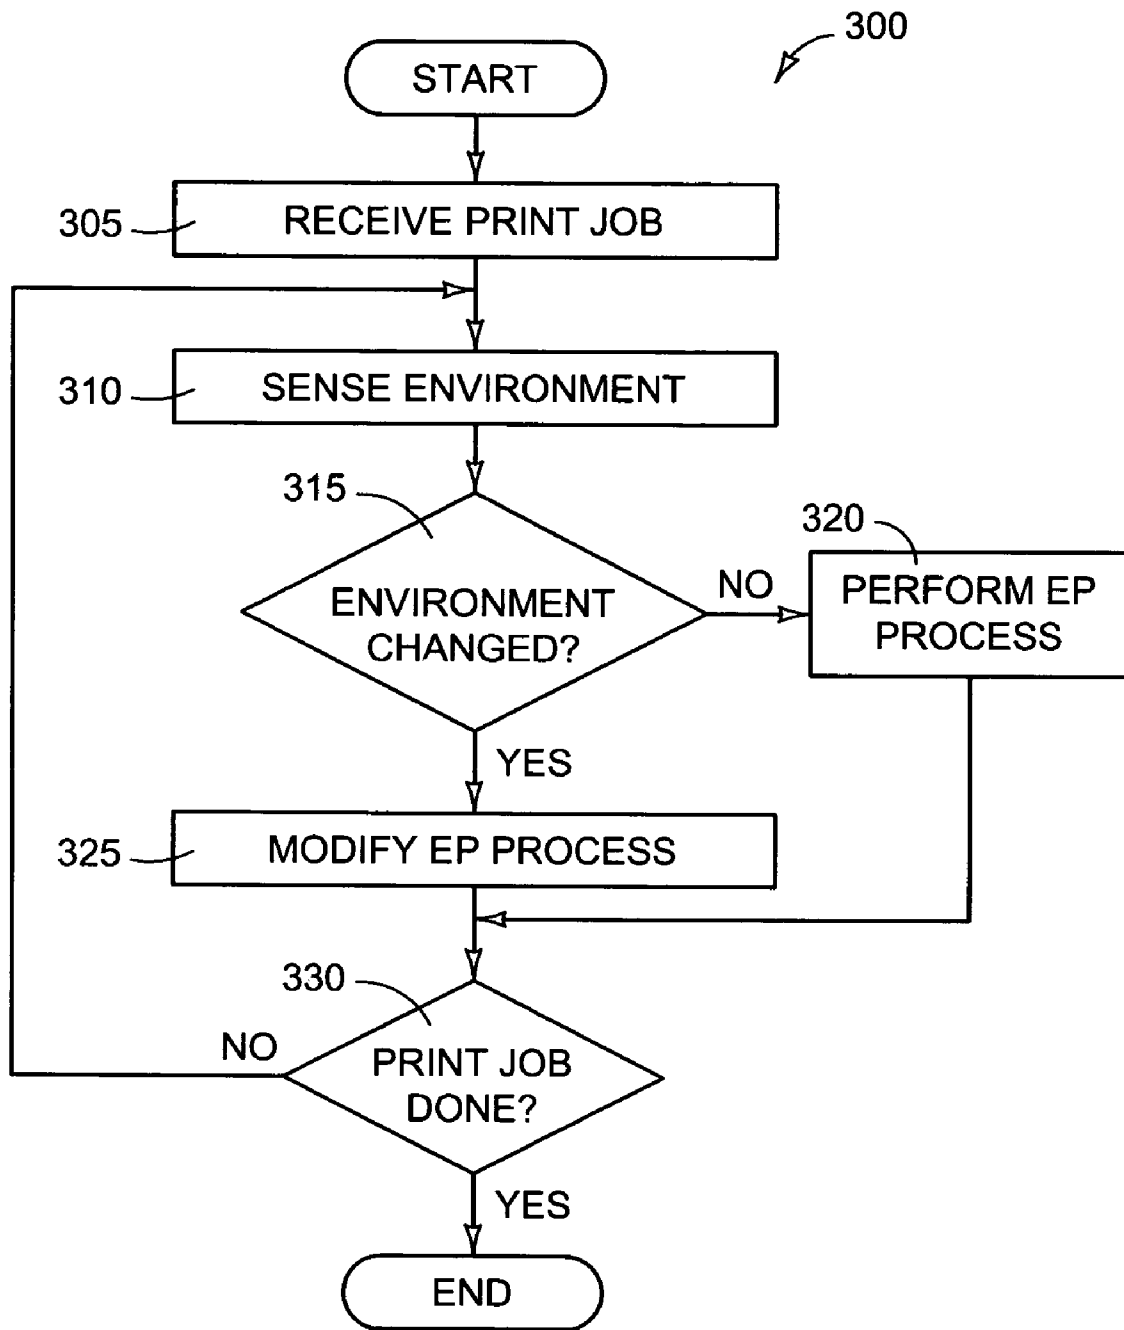 300
START
305
RECEIVE PRINT JOB
310
SENSE ENVIRONMENT
315
ENVIRONMENT
CHANGED?
NO
320
PERFORM EP
PROCESS
YES
325
MODIFY EP PROCESS
330
PRINT JOB
DONE?
NO
YES
END